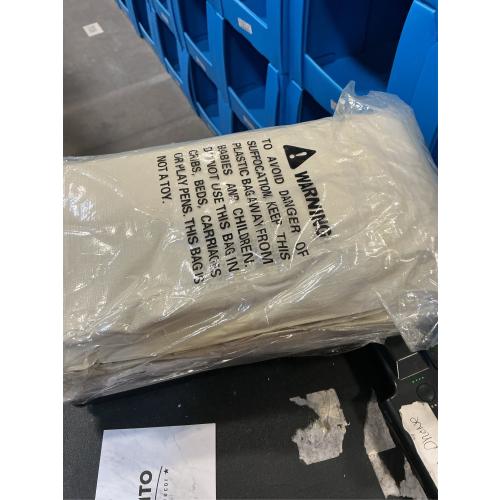 WARNING
TO AVOID DANGER OF
SUFFOCATION, KEEP THIS
PLASTIC BAG AWAY FROM
BABIES AND CHILDREN.
DO NOT USE THIS BAG IN
CRIBS, BEDS, CARRIAGES
OR PLAY PENS. THIS BAG IS
NOT A TOY.